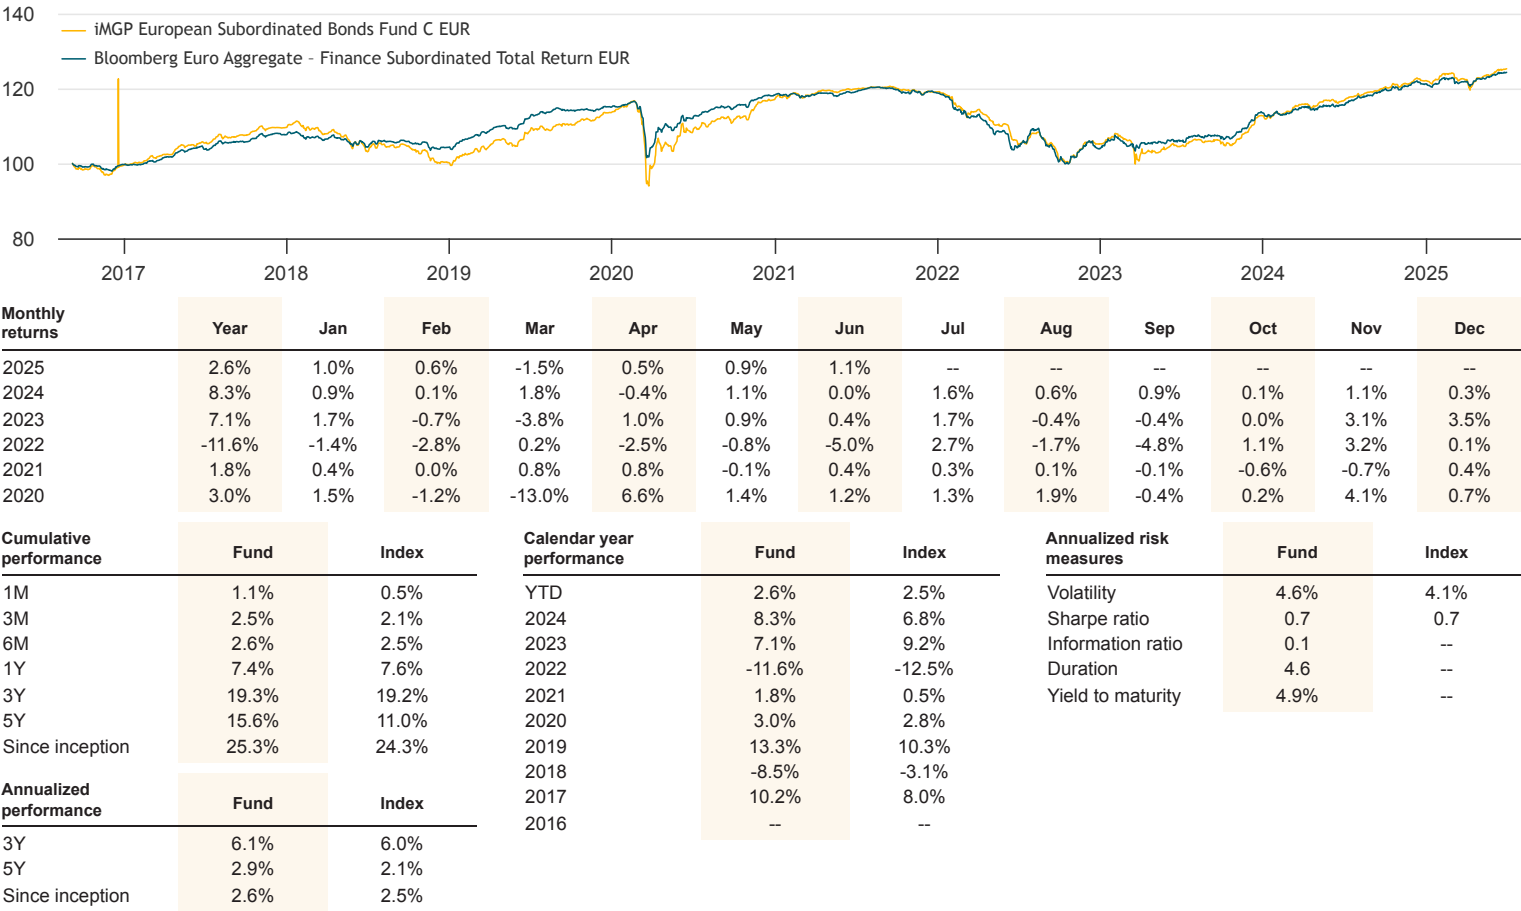 140
120
100
80
iMGP European Subordinated Bonds Fund C EUR
Bloomberg Euro Aggregate - Finance Subordinated Total Return EUR
2017 2018 2019 2020 2021 2022 2023 2024 2025
Monthly
returns Year Jan Feb Mar Apr May Jun Jul Aug Sep Oct Nov Dec
2025 2.6% 1.0% 0.6% -1.5% 0.5% 0.9% 1.1% -- -- -- -- -- --
2024 8.3% 0.9% 0.1% 1.8% -0.4% 1.1% 0.0% 1.6% 0.6% 0.9% 0.1% 1.1% 0.3%
2023 7.1% 1.7% -0.7% -3.8% 1.0% 0.9% 0.4% 1.7% -0.4% -0.4% 0.0% 3.1% 3.5%
2022 -11.6% -1.4% -2.8% 0.2% -2.5% -0.8% -5.0% 2.7% -1.7% -4.8% 1.1% 3.2% 0.1%
2021 1.8% 0.4% 0.0% 0.8% 0.8% -0.1% 0.4% 0.3% 0.1% -0.1% -0.6% -0.7% 0.4%
2020 3.0% 1.5% -1.2% -13.0% 6.6% 1.4% 1.2% 1.3% 1.9% -0.4% 0.2% 4.1% 0.7%
Cumulative
performance Fund Index
1M 1.1% 0.5%
3M 2.5% 2.1%
6M 2.6% 2.5%
1Y 7.4% 7.6%
3Y 19.3% 19.2%
5Y 15.6% 11.0%
Since inception 25.3% 24.3%
Annualized
performance Fund Index
3Y 6.1% 6.0%
5Y 2.9% 2.1%
Since inception 2.6% 2.5%
Calendar year
performance Fund Index
YTD 2.6% 2.5%
2024 8.3% 6.8%
2023 7.1% 9.2%
2022 -11.6% -12.5%
2021 1.8% 0.5%
2020 3.0% 2.8%
2019 13.3% 10.3%
2018 -8.5% -3.1%
2017 10.2% 8.0%
2016 -- --
Annualized risk
measures Fund Index
Volatility 4.6% 4.1%
Sharpe ratio 0.7 0.7
Information ratio 0.1 --
Duration 4.6 --
Yield to maturity 4.9% --